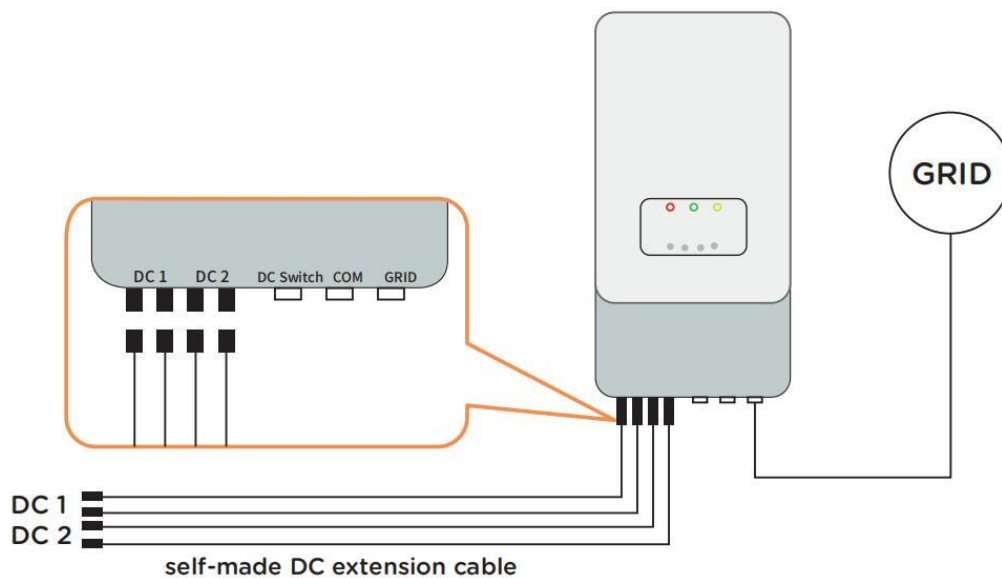 GRID
DC 1 DC 2 DC Switch COM GRID
DC 1
DC 2
self-made DC extension cable